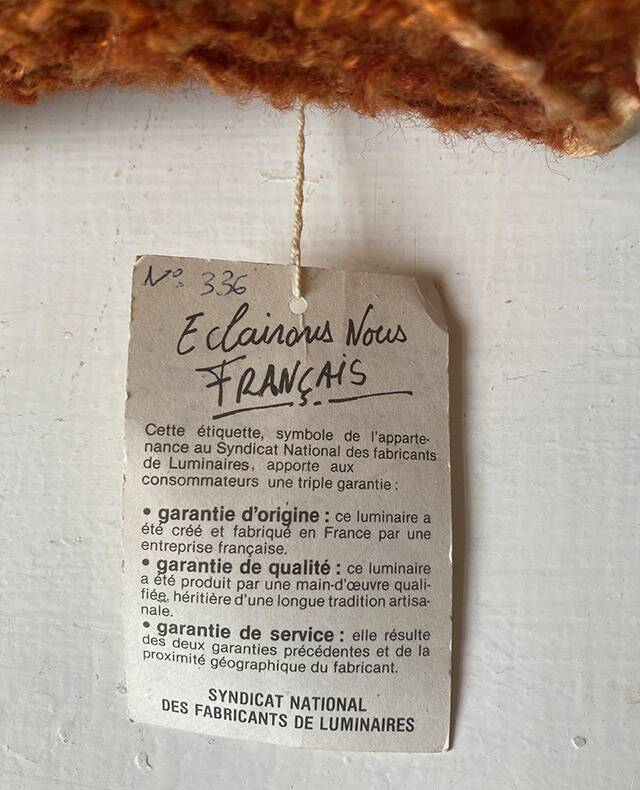 N°: 336
Eclairons Nous
FRANÇAIS
Cette étiquette, symbole de l'apparte-
nance au Syndicat National des fabricants
de Luminaires, apporte aux
consommateurs une triple garantie :
• garantie d'origine : ce luminaire a
été créé et fabriqué en France par une
entreprise française.
• garantie de qualité : ce luminaire
a été produit par une main-d'œuvre quali-
fiée, héritière d'une longue tradition artisa-
nale.
• garantie de service : elle résulte
des deux garanties précédentes et de la
proximité géographique du fabricant.
SYNDICAT NATIONAL
DES FABRICANTS DE LUMINAIRES